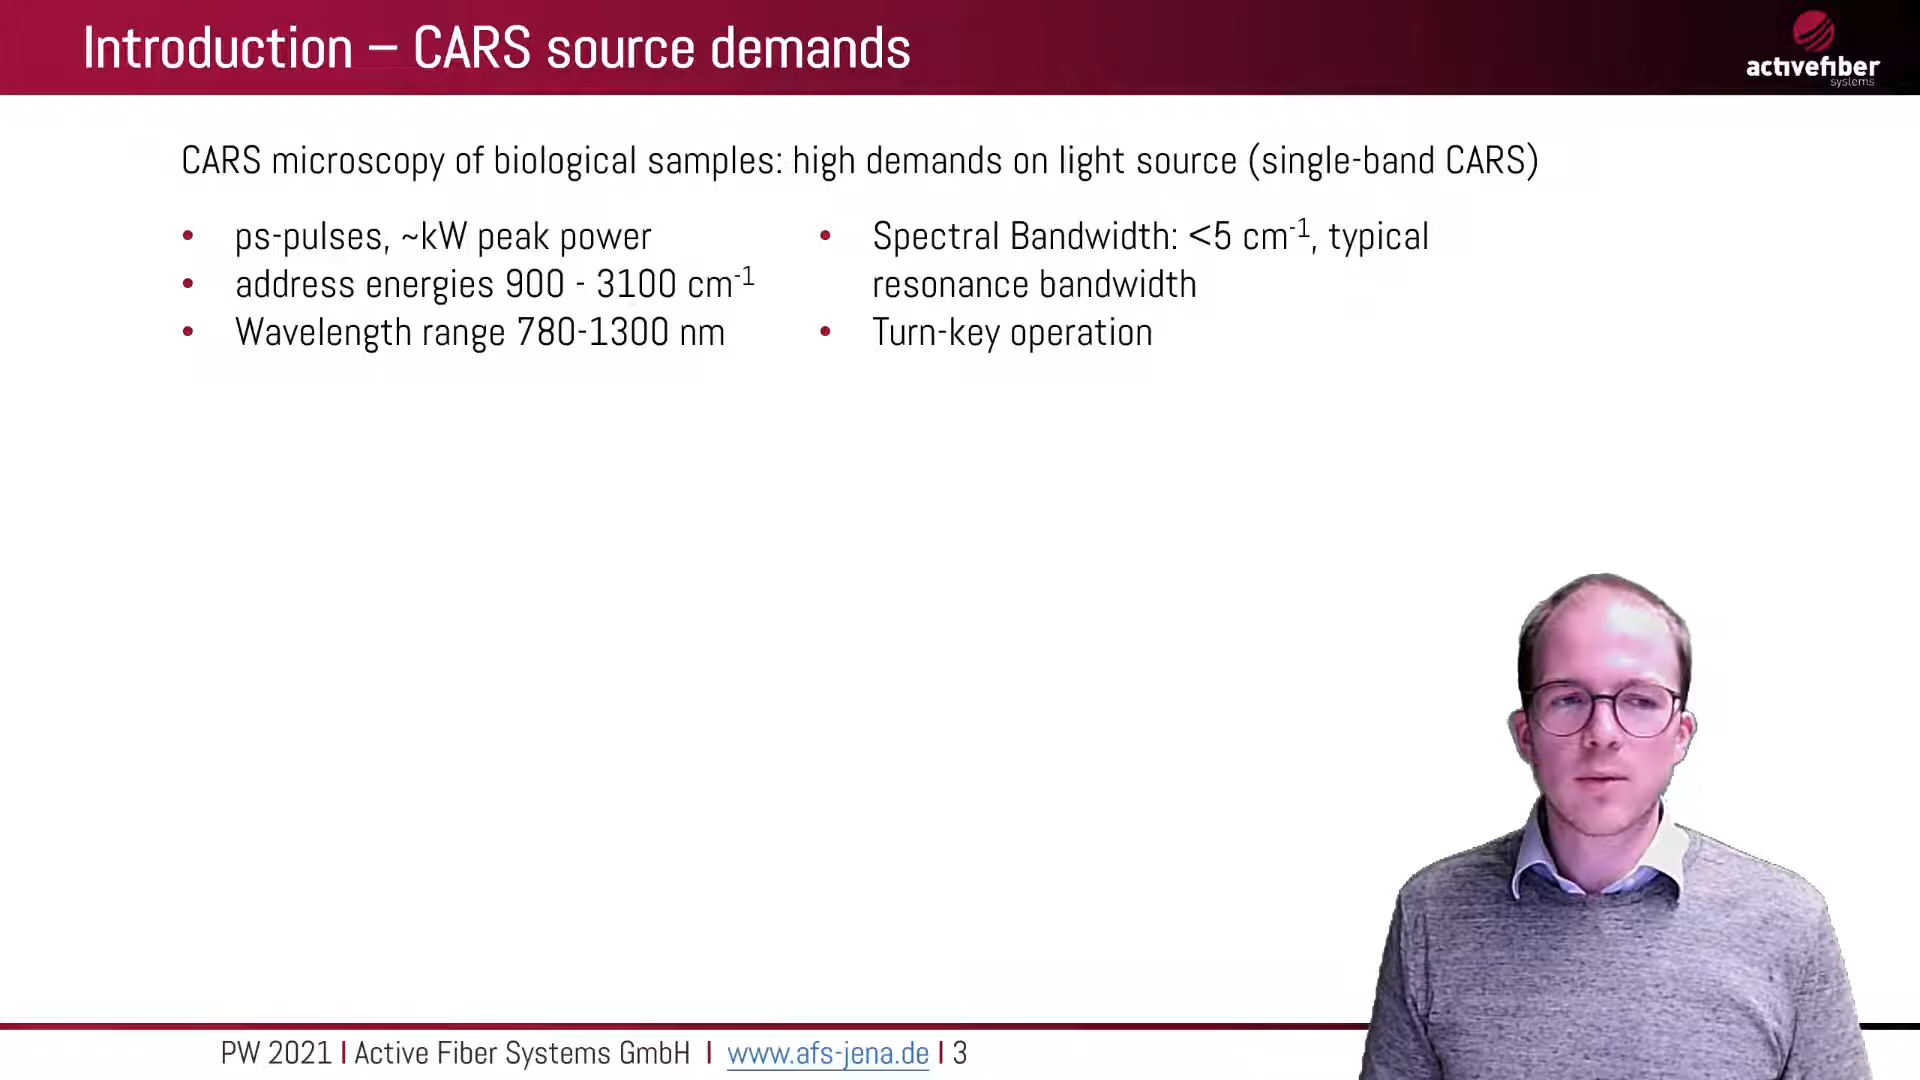 Introduction – CARS source demands
activefiber
systems
CARS microscopy of biological samples: high demands on light source (single-band CARS)
• ps-pulses, ~kW peak power
• address energies 900 - 3100 cm⁻¹
• Wavelength range 780-1300 nm
• Spectral Bandwidth: <5 cm⁻¹, typical
resonance bandwidth
• Turn-key operation
PW 2021 I Active Fiber Systems GmbH I www.afs-jena.de I 3